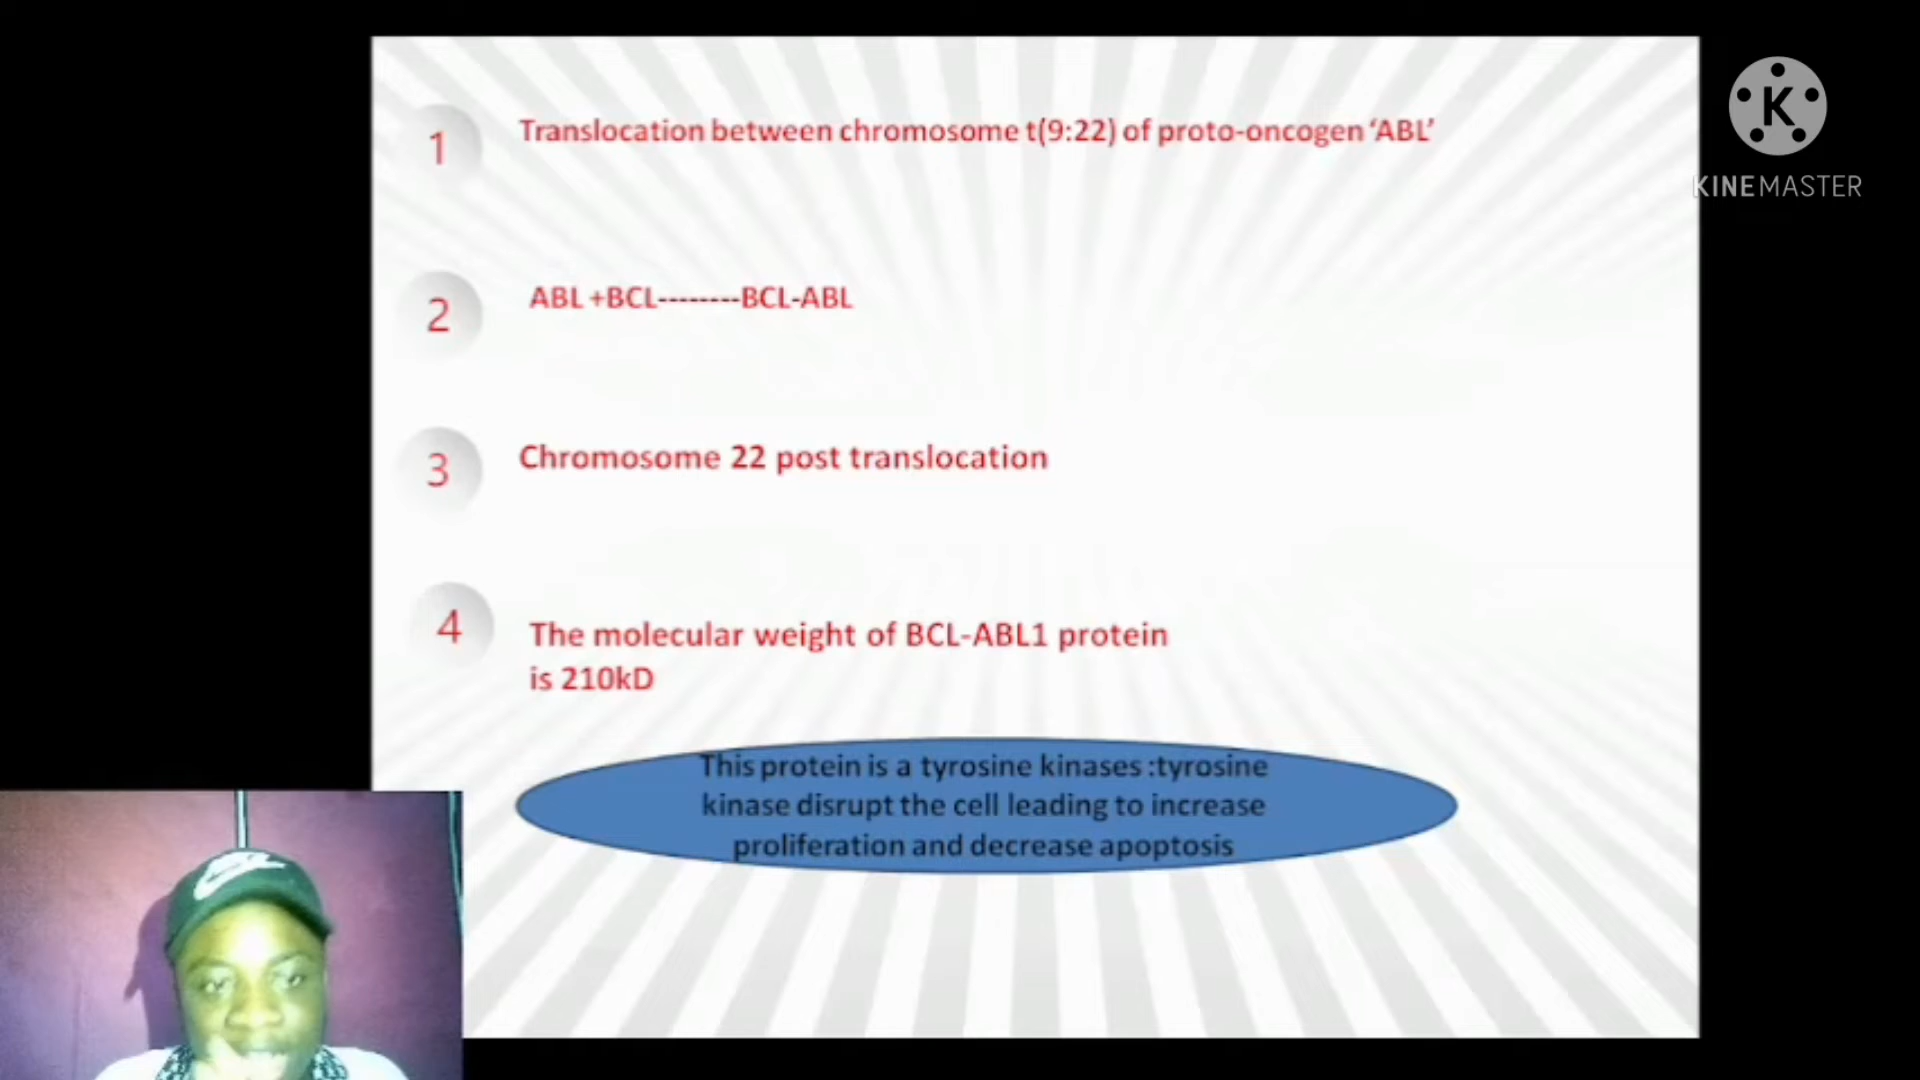 1
Translocation between chromosome t(9:22) of proto-oncogen ‘ABL’
K
KINEMASTER
2
ABL +BCL--------BCL-ABL
3
Chromosome 22 post translocation
4
The molecular weight of BCL-ABL1 protein
is 210kD
This protein is a tyrosine kinases :tyrosine
kinase disrupt the cell leading to increase
proliferation and decrease apoptosis